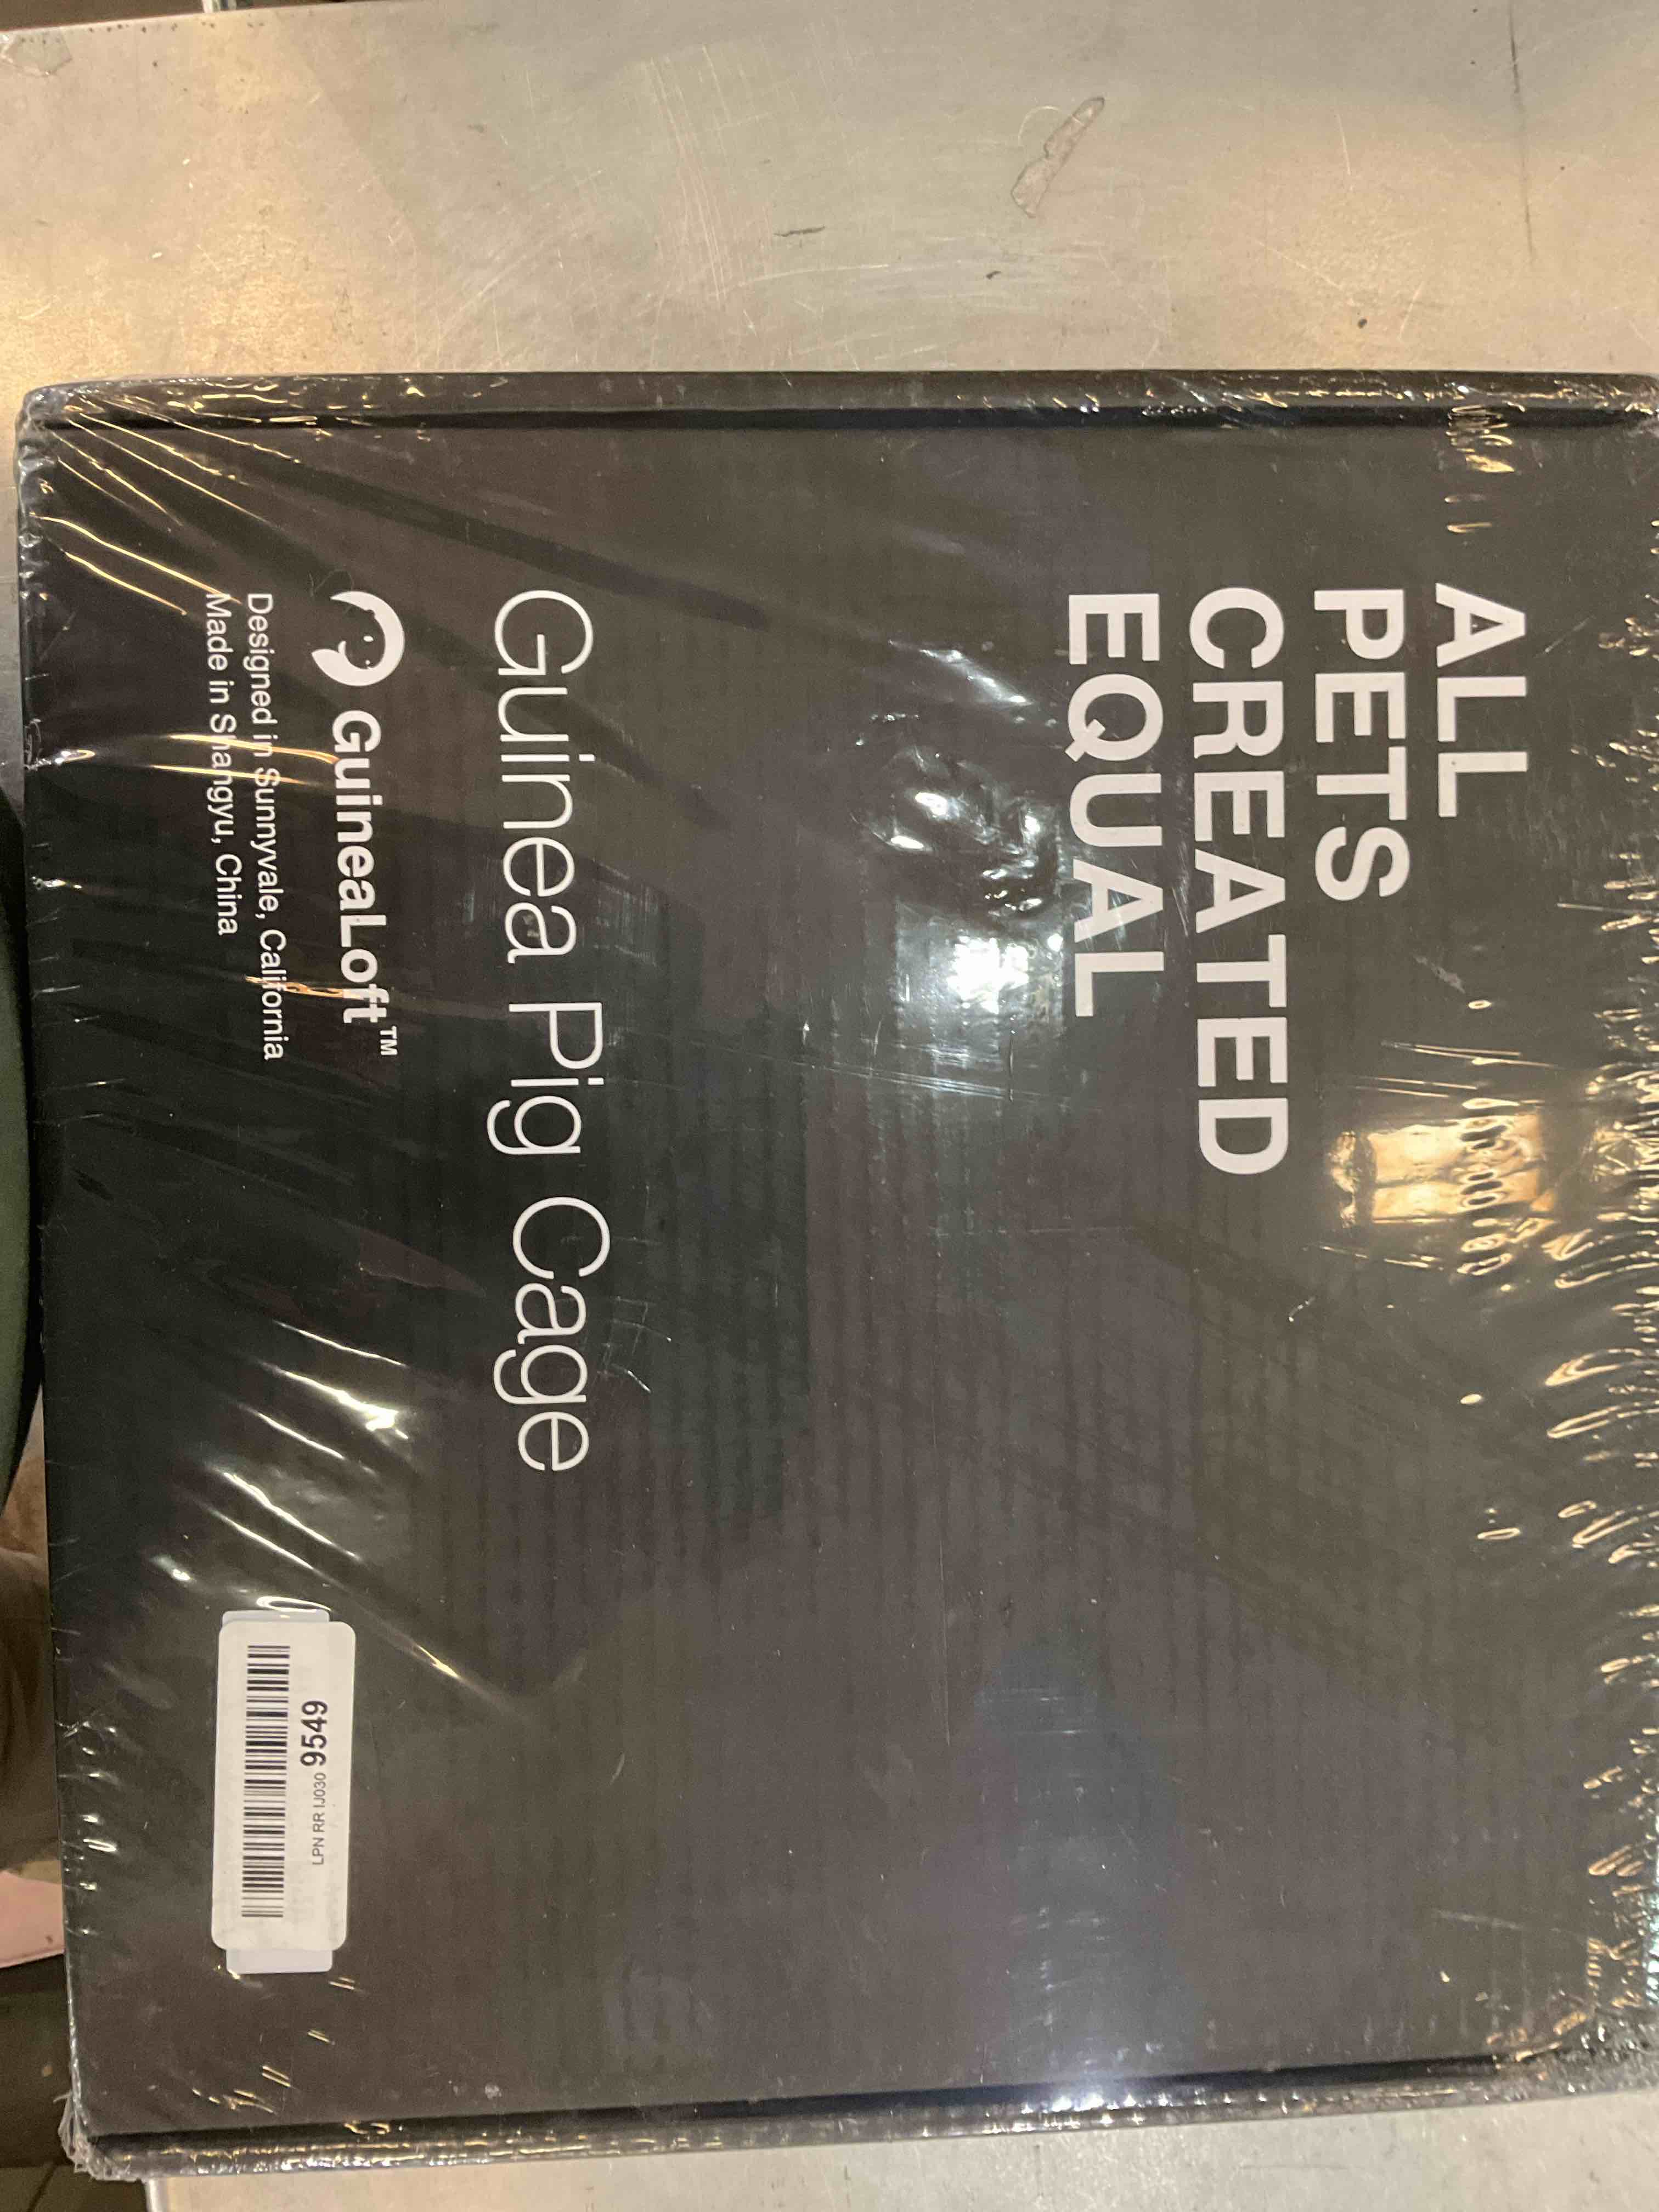 ALL
PETS
CREATED
EQUAL
Guinea Pig Cage
GuineaLoft™
Designed in Sunnyvale, California
Made in Shangyu, China
LPN RR IJ030 9549